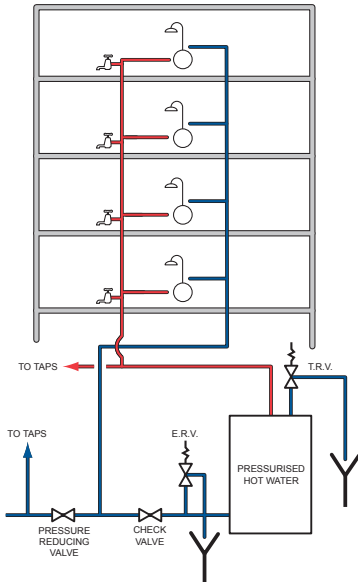 TO TAPS
T.R.V.
TO TAPS
E.R.V.
PRESSURISED
HOT WATER
PRESSURE
REDUCING
VALVE
CHECK
VALVE